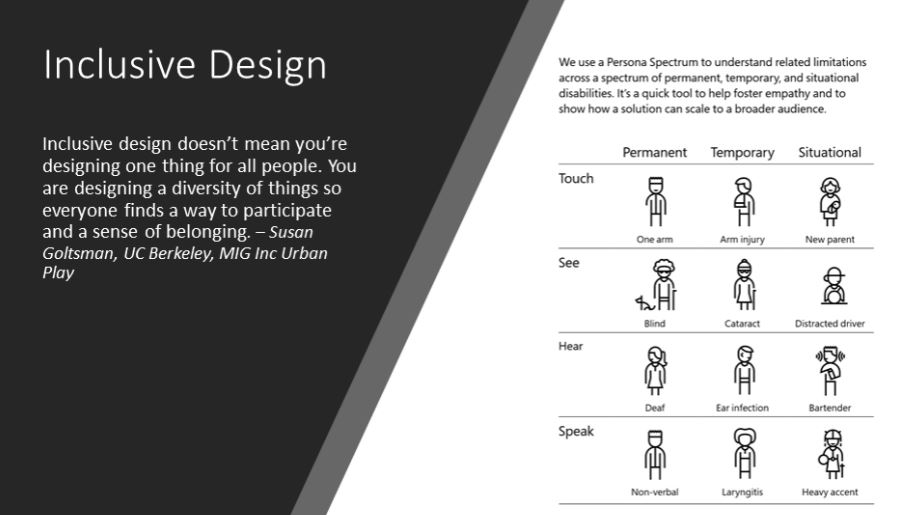 Inclusive Design
Inclusive design doesn’t mean you’re
designing one thing for all people. You
are designing a diversity of things so
everyone finds a way to participate
and a sense of belonging. – Susan
Goltsman, UC Berkeley, MIG Inc Urban
Play
We use a Persona Spectrum to understand related limitations
across a spectrum of permanent, temporary, and situational
disabilities. It’s a quick tool to help foster empathy and to
show how a solution can scale to a broader audience.
Permanent Temporary Situational
Touch
One arm Arm injury New parent
See
Blind Cataract Distracted driver
Hear
Deaf Ear infection Bartender
Speak
Non-verbal Laryngitis Heavy accent